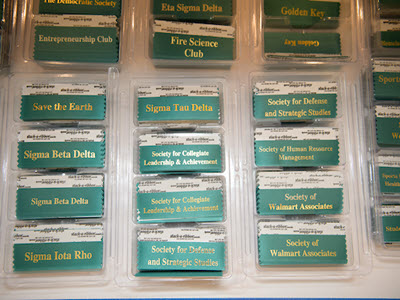 The Democratic Society
Entrepreneurship Club
Save the Earth
Sigma Beta Delta
Sigma Beta Delta
Sigma Iota Rho
Eta Sigma Delta
Fire Science
Club
Sigma Tau Delta
Society for Collegiate
Leadership & Achievement
Society for Collegiate
Leadership & Achievement
Society for Defense
and Strategic Studies
Golden Key
Golden Key
Society for Defense
and Strategic Studies
Society of Human Resource
Management
Society of
Walmart Associates
Society of
Walmart Associates